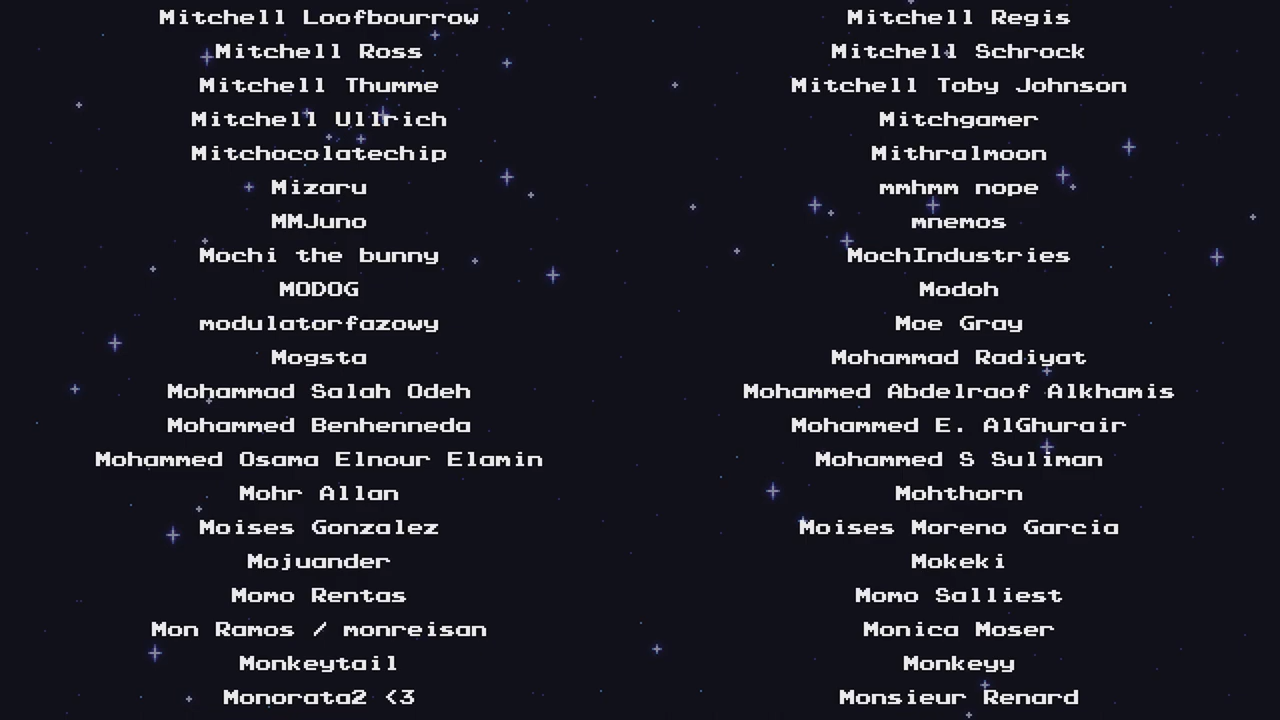 Mitchell Loofbourrow
Mitchell Regis
Mitchell Ross
Mitchell Schrock
Mitchell Thumme
Mitchell Toby Johnson
Mitchell Ullrich
Mitchgamer
Mitchocolatechip
Mithralmoon
Mizaru
mmhmm nope
MMJuno
mnemos
Mochi the bunny
MochIndustries
MODOG
Modoh
modulatorfazowy
Moe Gray
Mogsta
Mohammad Radiyat
Mohammad Salah Odeh
Mohammed Abdelraof Alkhamis
Mohammed Benhenneda
Mohammed E. AlGhurair
Mohammed Osama Elnour Elamin
Mohammed S Suliman
Mohr Allan
Mohthorn
Moises Gonzalez
Moises Moreno Garcia
Mojuander
Mokeki
Momo Rentas
Momo Salliest
Mon Ramos / monreisan
Monica Moser
Monkeytail
Monkeyy
Monorata2 <3
Monsieur Renard